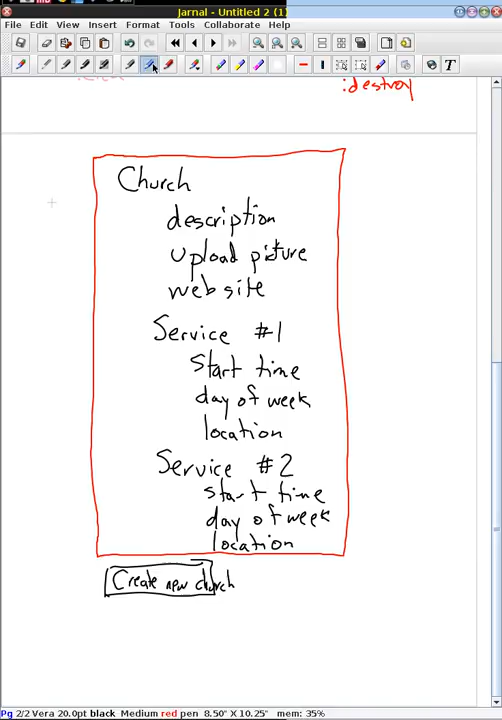 Jarnal - Untitled 2 (1)
File Edit View Insert Format Tools Collaborate Help
:destroy
Church
description
upload picture
website
Service #1
start time
day of week
location
Service #2
start time
day of week
location
Create new church
Pg 2/2 Vera 20.0pt black Medium red pen 8.50" X 10.25" mem: 35%